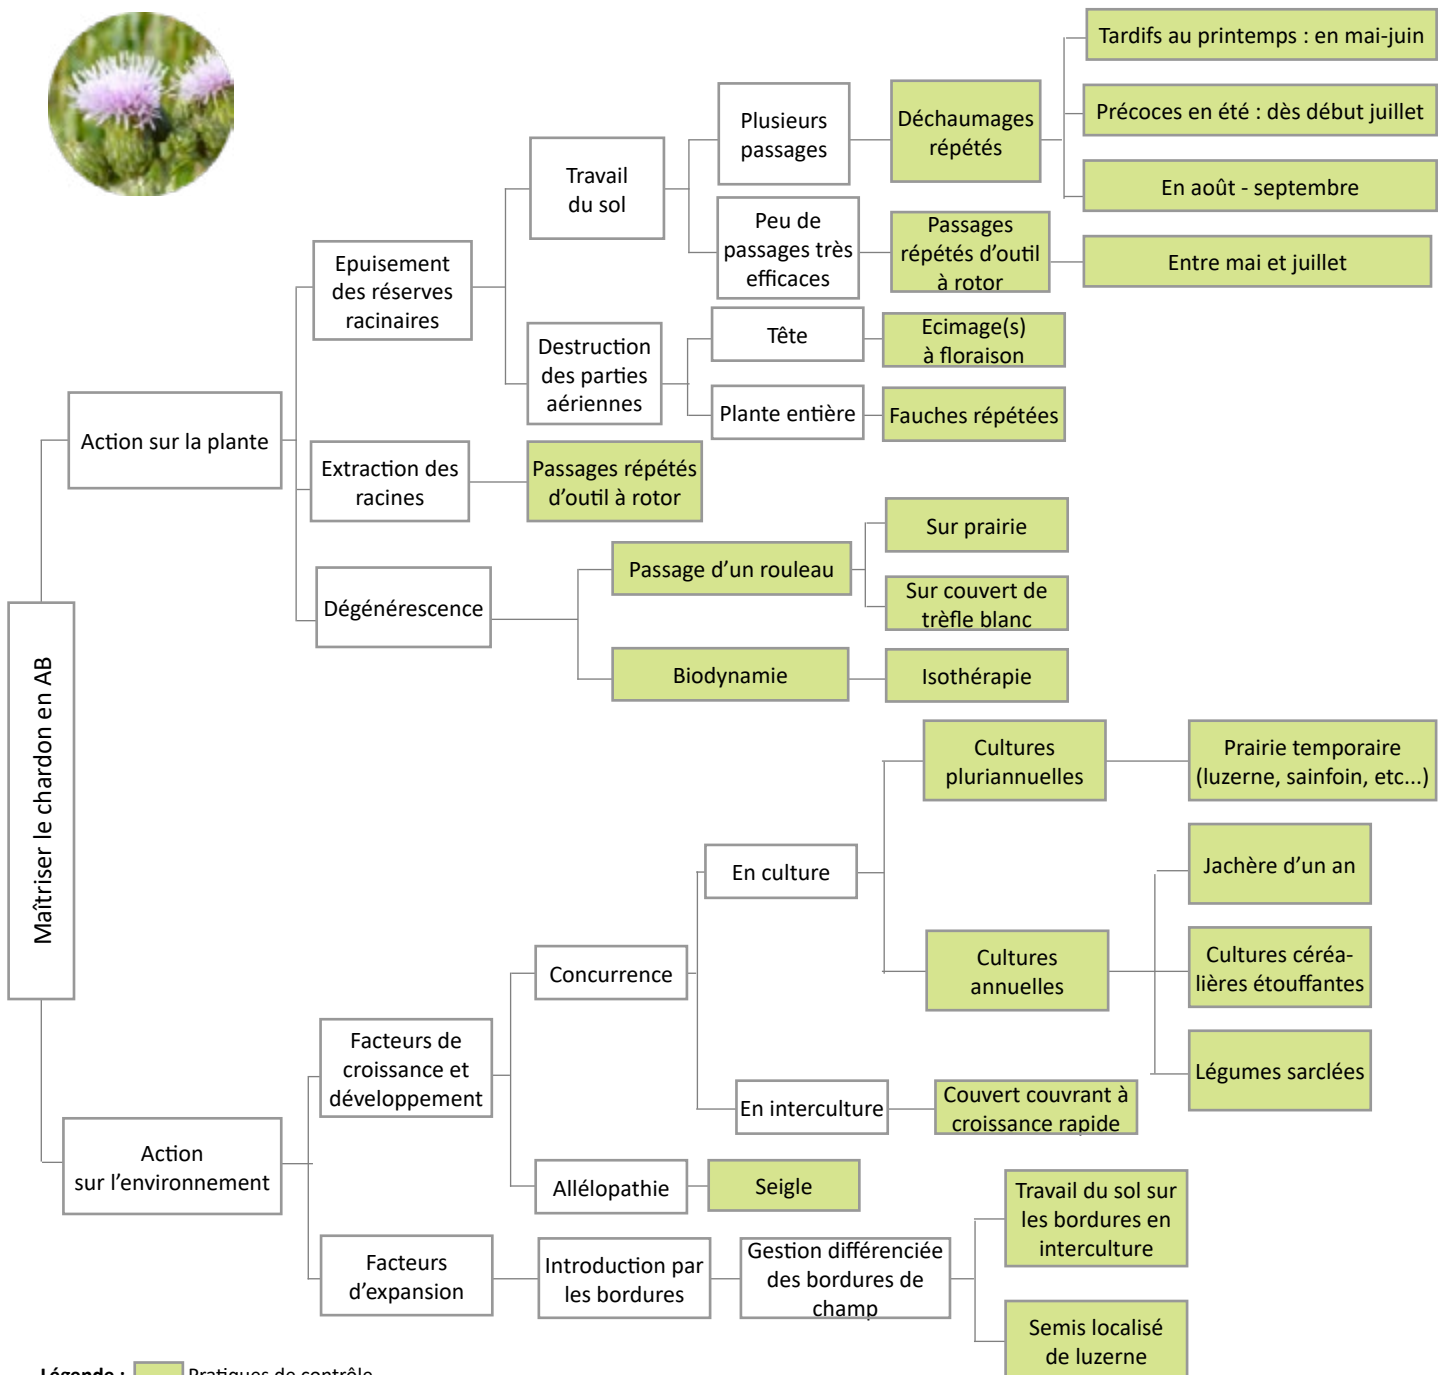 Tardifs au printemps : en mai-juin
Précoces en été : dès début juillet
En août - septembre
Plusieurs
passages
Déchaumages
répétés
Travail
du sol
Peu de
passages très
efficaces
Passages
répétés d’outil
à rotor
Entre mai et juillet
Epuisement
des réserves
racinaires
Destruction
des parties
aériennes
Tête
Ecimage(s)
à floraison
Plante entière
Fauches répétées
Action sur la plante
Extraction des
racines
Passages répétés
d’outil à rotor
Dégénérescence
Passage d’un rouleau
Sur prairie
Sur couvert de
trèfle blanc
Biodynamie
Isothérapie
Maîtriser le chardon en AB
Cultures
pluriannuelles
Prairie temporaire
(luzerne, sainfoin, etc...)
En culture
Jachère d’un an
Cultures
annuelles
Cultures céréa-
lières étouffantes
Légumes sarclées
Concurrence
Facteurs de
croissance et
développement
En interculture
Couvert couvrant à
croissance rapide
Action
sur l’environnement
Allélopathie
Seigle
Facteurs
d’expansion
Introduction par
les bordures
Gestion différenciée
des bordures de
champ
Travail du sol sur
les bordures en
interculture
Semis localisé
de luzerne
Légende : Pratiques de contrôle